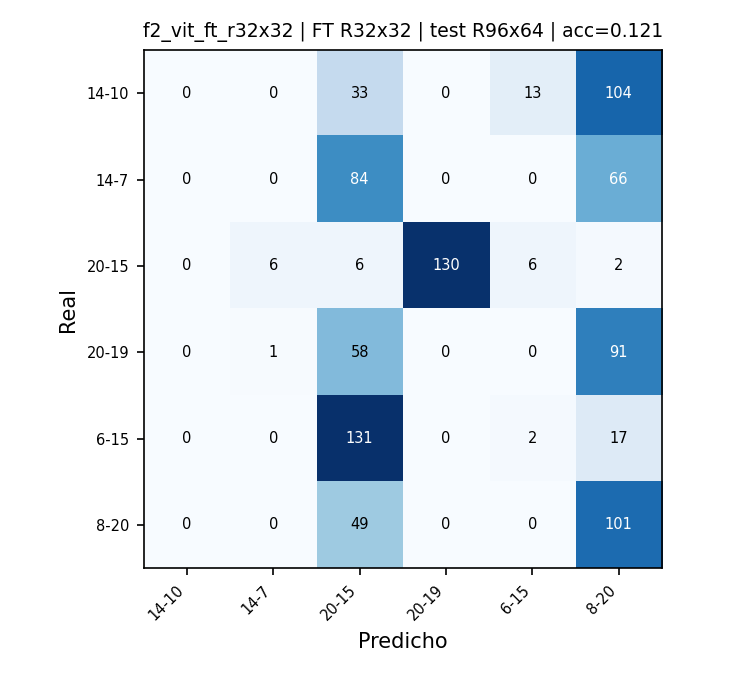 f2_vit_ft_r32x32 | FT R32x32 | test R96x64 | acc=0.121
14-10 0 0 33 0 13 104
14-7 0 0 84 0 0 66
20-15 0 6 6 130 6 2
20-19 0 1 58 0 0 91
6-15 0 0 131 0 2 17
8-20 0 0 49 0 0 101
Real
14-10 14-7 20-15 20-19 6-15 8-20
Predicho